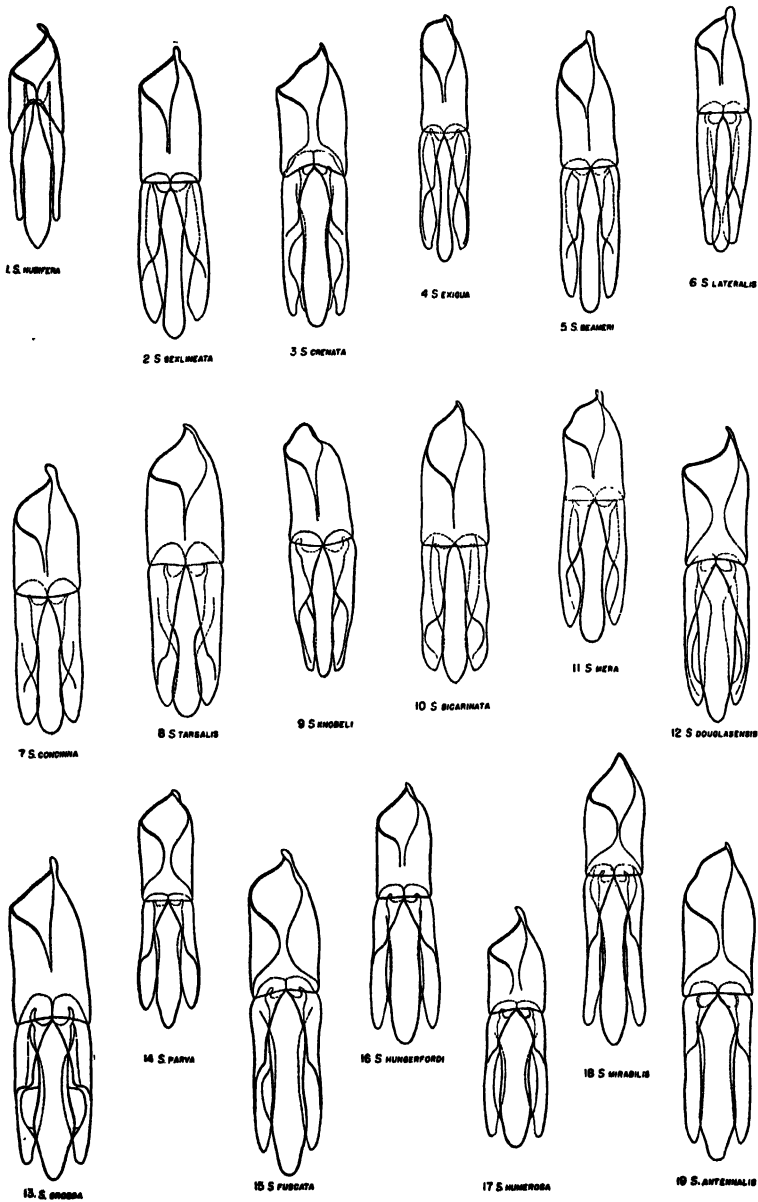 1. S. NUBIFERA
2 S SEXLINEATA
3 S CRENATA
4 S EXIGUA
5 S. BEAMERI
6 S LATERALIS
7 S. CONCINNA
8 S TARSALIS
9 S KNOBELI
10 S BICARINATA
11 S MERA
12 S DOUGLASENSIS
13. S. GROSSA
14 S. PARVA
15 S FUSCATA
16 S HUNGERFORDI
17 S HUMEROSA
18 S MIRABILIS
19 S. ANTENNALIS